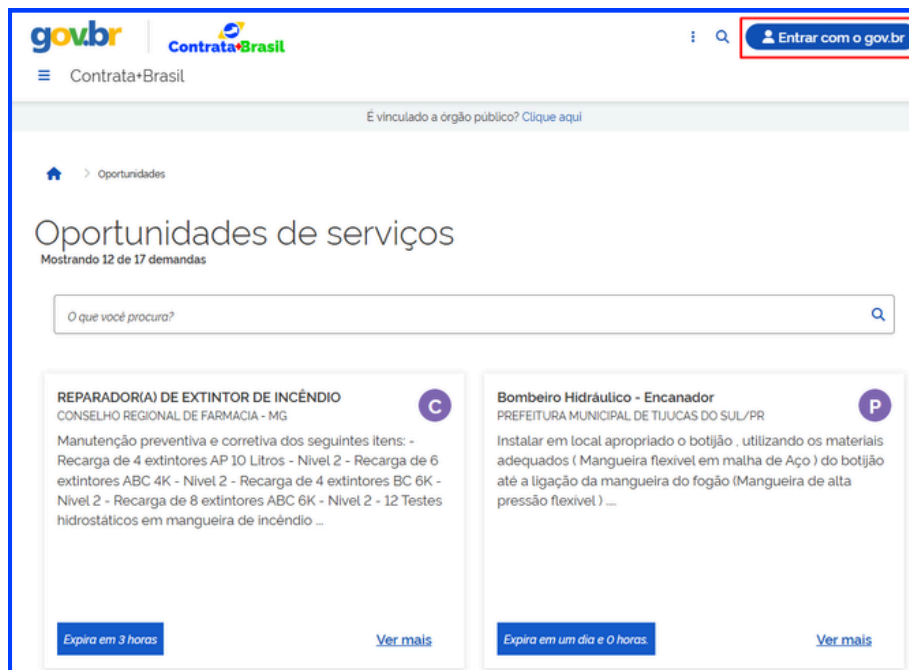 gov.br
Contrata+Brasil
Entrar com o gov.br
Contrata+Brasil
É vinculado a órgão público? Clique aqui
Oportunidades
Oportunidades de serviços
Mostrando 12 de 17 demandas
O que você procura?
REPARADOR(A) DE EXTINTOR DE INCÊNDIO
C
CONSELHO REGIONAL DE FARMACIA - MG
Manutenção preventiva e corretiva dos seguintes itens: -
Recarga de 4 extintores AP 10 Litros - Nivel 2 - Recarga de 6
extintores ABC 4K - Nivel 2 - Recarga de 4 extintores BC 6K -
Nivel 2 - Recarga de 8 extintores ABC 6K - Nivel 2 - 12 Testes
hidrostáticos em mangueira de incêndio ...
Expira em 3 horas
Ver mais
Bombeiro Hidráulico - Encanador
P
PREFEITURA MUNICIPAL DE TIJUCAS DO SUL/PR
Instalar em local apropriado o botijão , utilizando os materiais
adequados ( Mangueira flexível em malha de Aço ) do botijão
até a ligação da mangueira do fogão (Mangueira de alta
pressão flexível ) ....
Expira em um dia e 0 horas.
Ver mais